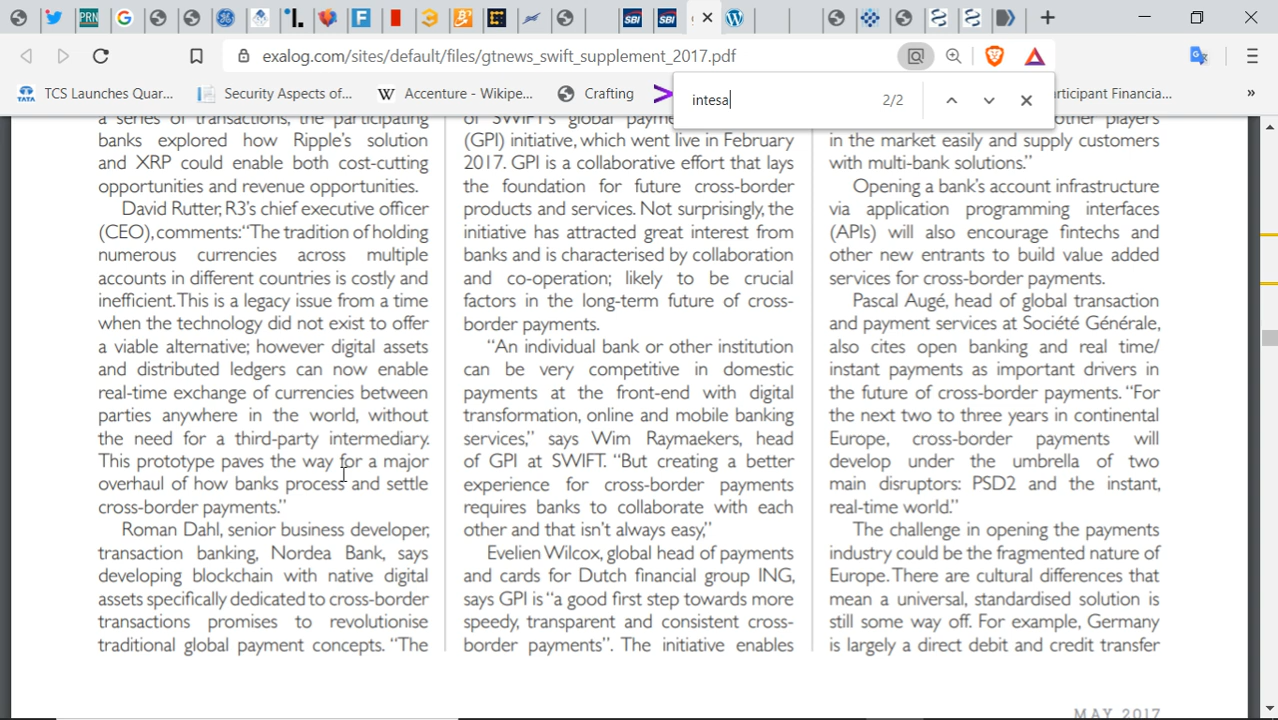 PRN
G
F
SBI
SBI
exalog.com/sites/default/files/gtnews_swift_supplement_2017.pdf
TATA
TCS Launches Quar...
Security Aspects of...
W
Accenture - Wikipe...
Crafting
intesa
2/2
articipant Financia...
»
a series of transactions, the participating
banks explored how Ripple's solution
and XRP could enable both cost-cutting
opportunities and revenue opportunities.
David Rutter, R3's chief executive officer
(CEO), comments: “The tradition of holding
numerous currencies across multiple
accounts in different countries is costly and
inefficient. This is a legacy issue from a time
when the technology did not exist to offer
a viable alternative; however digital assets
and distributed ledgers can now enable
real-time exchange of currencies between
parties anywhere in the world, without
the need for a third-party intermediary.
This prototype paves the way for a major
overhaul of how banks process and settle
cross-border payments.”
Roman Dahl, senior business developer,
transaction banking, Nordea Bank, says
developing blockchain with native digital
assets specifically dedicated to cross-border
transactions promises to revolutionise
traditional global payment concepts. “The
of SWIFT's global payme
(GPI) initiative, which went live in February
2017. GPI is a collaborative effort that lays
the foundation for future cross-border
products and services. Not surprisingly, the
initiative has attracted great interest from
banks and is characterised by collaboration
and co-operation; likely to be crucial
factors in the long-term future of cross-
border payments.
“An individual bank or other institution
can be very competitive in domestic
payments at the front-end with digital
transformation, online and mobile banking
services,” says Wim Raymaekers, head
of GPI at SWIFT. “But creating a better
experience for cross-border payments
requires banks to collaborate with each
other and that isn't always easy,”
Evelien Wilcox, global head of payments
and cards for Dutch financial group ING,
says GPI is “a good first step towards more
speedy, transparent and consistent cross-
border payments”. The initiative enables
other players
in the market easily and supply customers
with multi-bank solutions.”
Opening a bank's account infrastructure
via application programming interfaces
(APIs) will also encourage fintechs and
other new entrants to build value added
services for cross-border payments.
Pascal Augé, head of global transaction
and payment services at Société Générale,
also cites open banking and real time/
instant payments as important drivers in
the future of cross-border payments. “For
the next two to three years in continental
Europe, cross-border payments will
develop under the umbrella of two
main disruptors: PSD2 and the instant,
real-time world.”
The challenge in opening the payments
industry could be the fragmented nature of
Europe. There are cultural differences that
mean a universal, standardised solution is
still some way off. For example, Germany
is largely a direct debit and credit transfer
MAY 2017